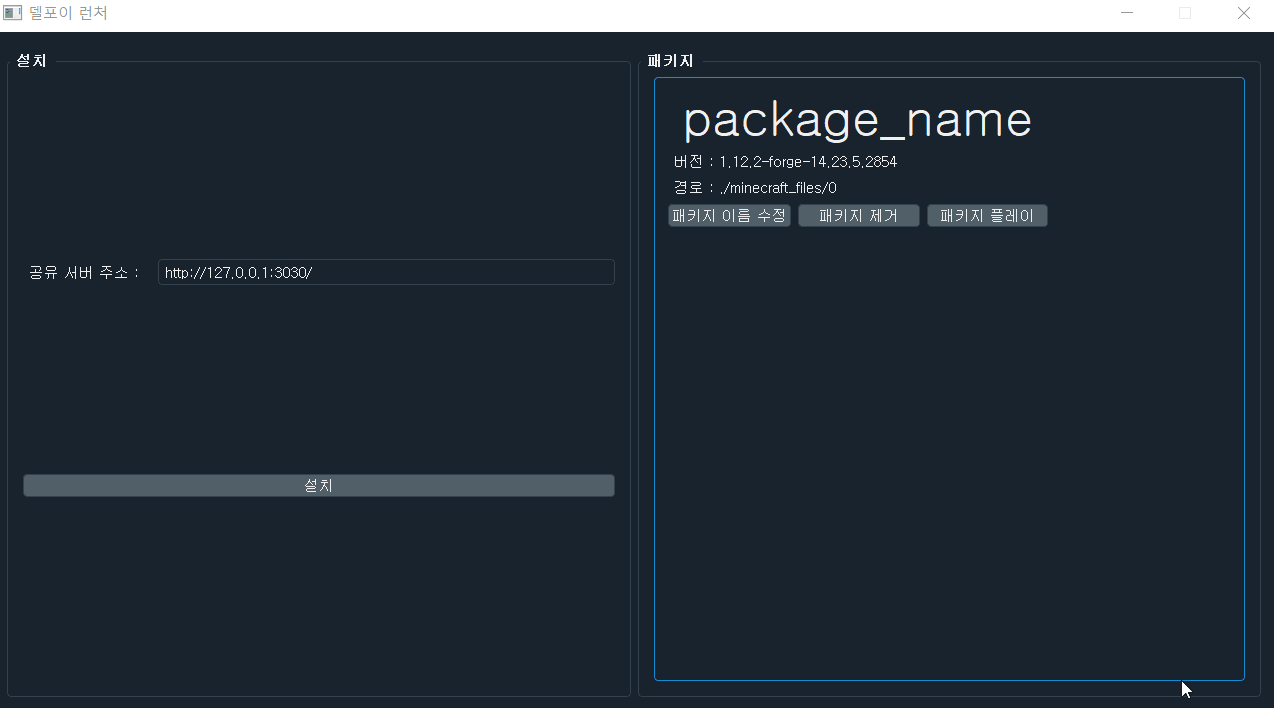 델포이 런처
설치
공유 서버 주소 :
http://127.0.0.1:3030/
설치
패키지
package_name
버전 : 1.12.2-forge-14.23.5.2854
경로 : ./minecraft_files/0
패키지 이름 수정
패키지 제거
패키지 플레이